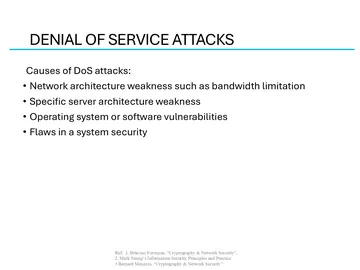 DENIAL OF SERVICE ATTACKS
Causes of DoS attacks:
• Network architecture weakness such as bandwidth limitation
• Specific server architecture weakness
• Operating system or software vulnerabilities
• Flaws in a system security
Ref: 1. Behrouz Forouzan, "Cryptography & Network Security",
2. Mark Stamp's Information Security Principles and Practice
3 Bernard Menezes, "Cryptography & Network Security"